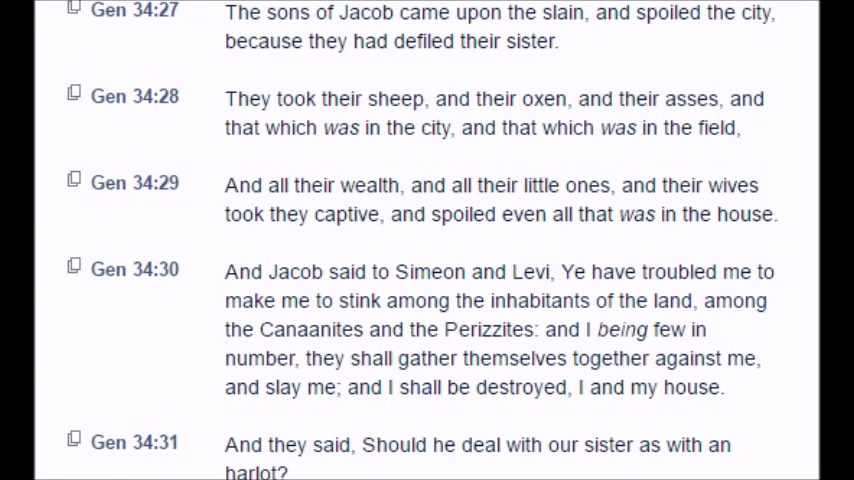 Gen 34:27 The sons of Jacob came upon the slain, and spoiled the city,
because they had defiled their sister.
Gen 34:28 They took their sheep, and their oxen, and their asses, and
that which was in the city, and that which was in the field,
Gen 34:29 And all their wealth, and all their little ones, and their wives
took they captive, and spoiled even all that was in the house.
Gen 34:30 And Jacob said to Simeon and Levi, Ye have troubled me to
make me to stink among the inhabitants of the land, among
the Canaanites and the Perizzites: and I being few in
number, they shall gather themselves together against me,
and slay me; and I shall be destroyed, I and my house.
Gen 34:31 And they said, Should he deal with our sister as with an
harlot?